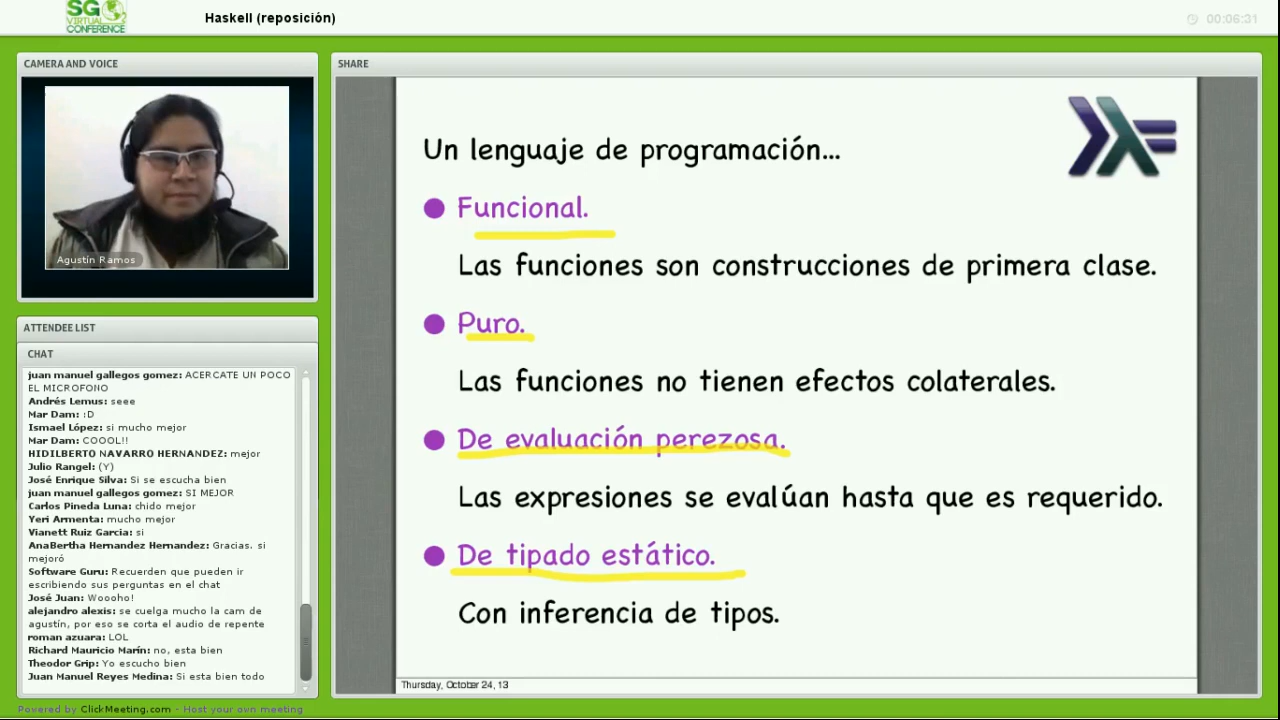 SG
VIRTUAL
CONFERENCE
Haskell (reposición)
00:06:31
CAMERA AND VOICE
Agustín Ramos
ATTENDEE LIST
CHAT
juan manuel gallegos gomez: ACERCATE UN POCO
EL MICROFONO
Andrés Lemus: seee
Mar Dam: :D
Ismael López: si mucho mejor
Mar Dam: COOOL!!
HIDILBERTO NAVARRO HERNANDEZ: mejor
Julio Rangel: (Y)
José Enrique Silva: Si se escucha bien
juan manuel gallegos gomez: SI MEJOR
Carlos Pineda Luna: chido mejor
Yeri Armenta: mucho mejor
Vianett Ruiz Garcia: si
AnaBertha Hernandez Hernandez: Gracias. si
mejoró
Software Guru: Recuerden que pueden ir
escribiendo sus perguntas en el chat
José Juan: Woooho!
alejandro alexis: se cuelga mucho la cam de
agustín, por eso se corta el audio de repente
roman azuara: LOL
Richard Mauricio Marín: no, esta bien
Theodor Grip: Yo escucho bien
Juan Manuel Reyes Medina: Si esta bien todo
SHARE
Un lenguaje de programación...
Funcional.
Las funciones son construcciones de primera clase.
Puro.
Las funciones no tienen efectos colaterales.
De evaluación perezosa.
Las expresiones se evalúan hasta que es requerido.
De tipado estático.
Con inferencia de tipos.
Thursday, October 24, 13
Powered by ClickMeeting.com - Host your own meeting